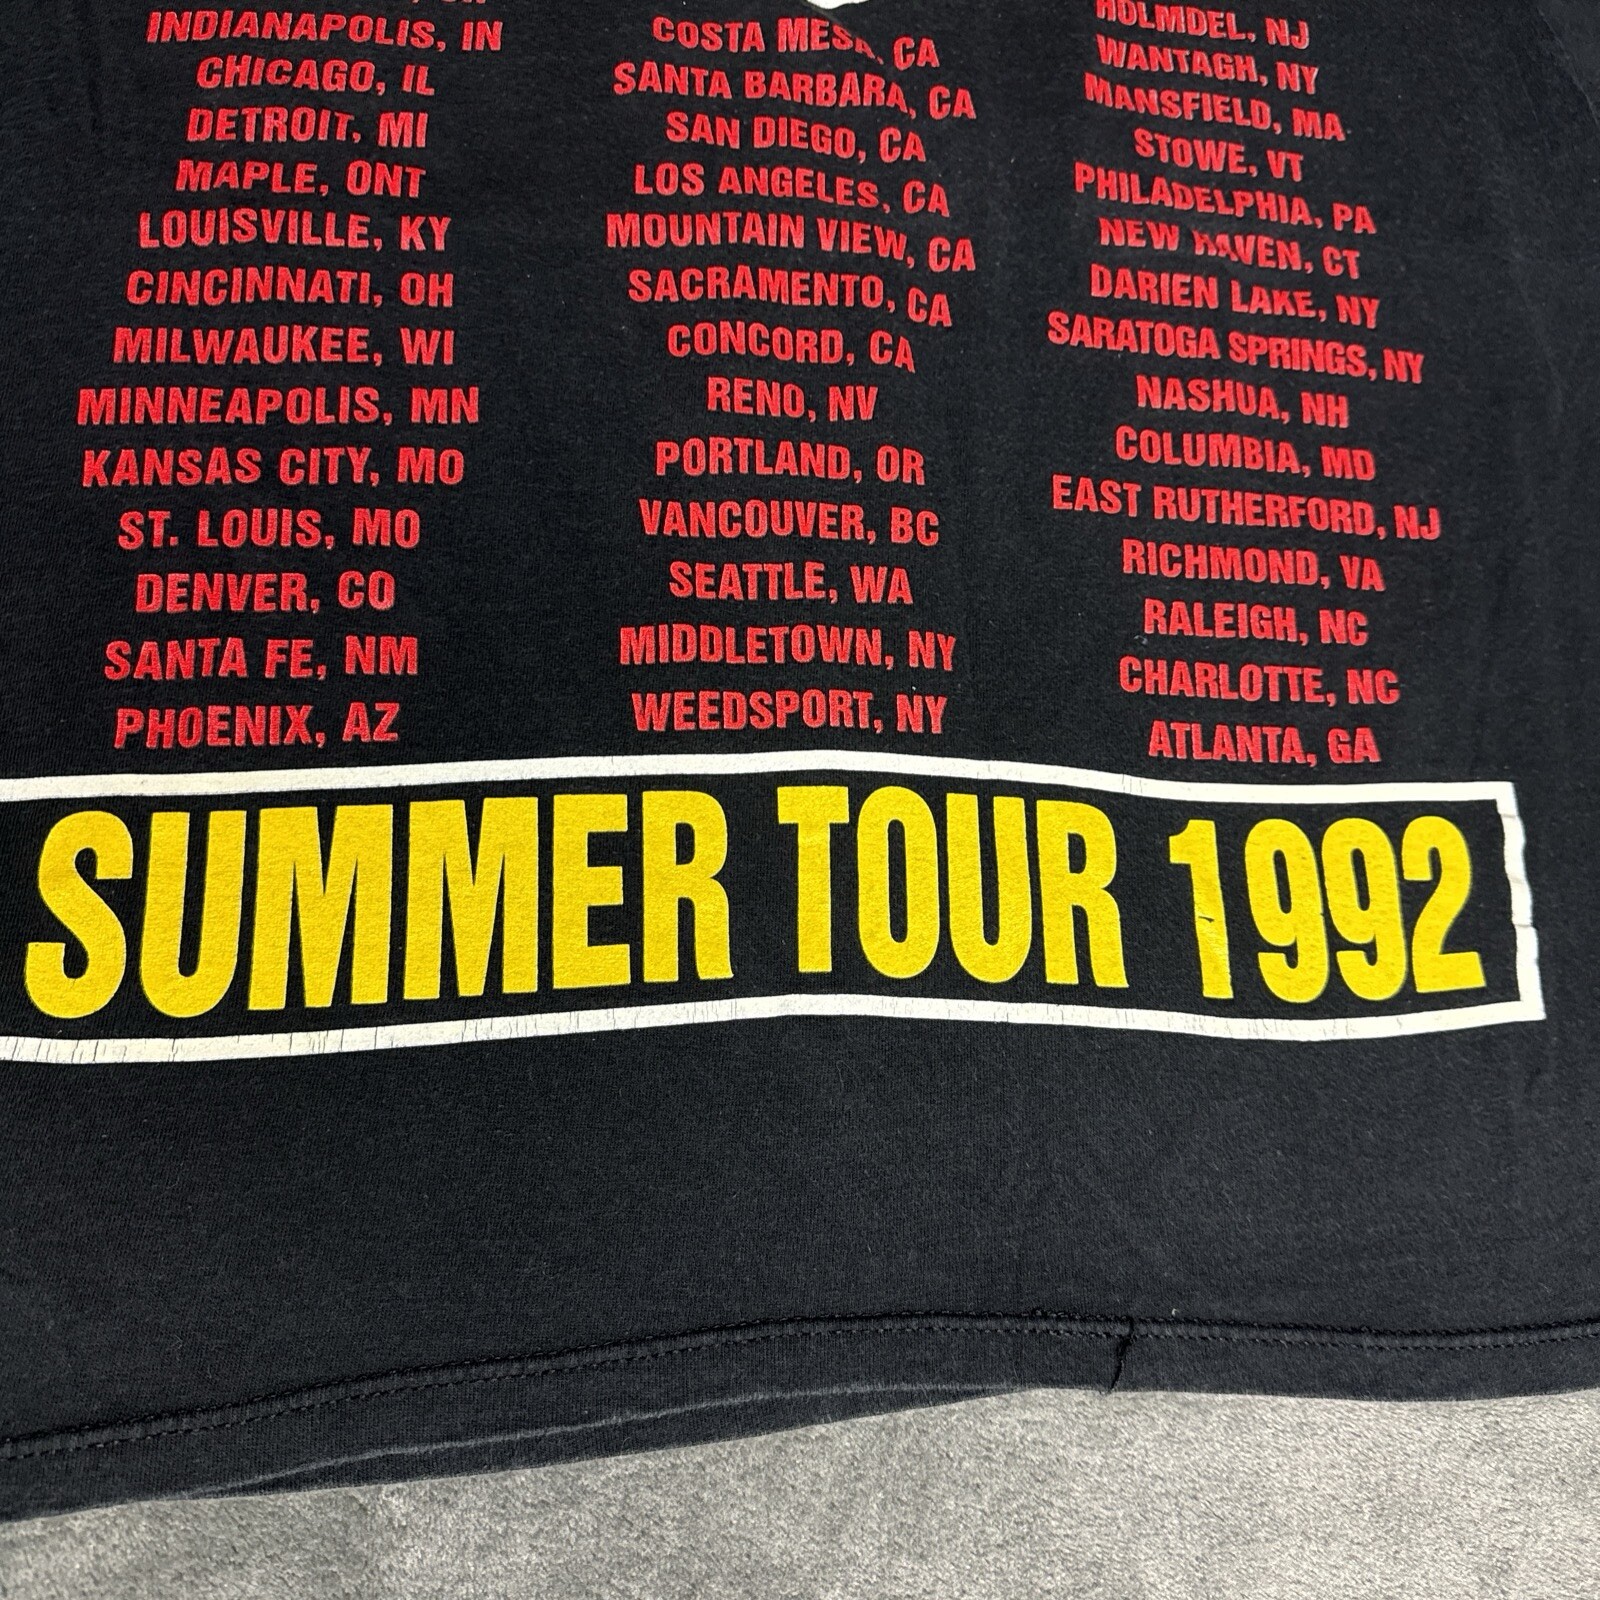 INDIANAPOLIS, IN
CHICAGO, IL
DETROIT, MI
MAPLE, ONT
LOUISVILLE, KY
CINCINNATI, OH
MILWAUKEE, WI
MINNEAPOLIS, MN
KANSAS CITY, MO
ST. LOUIS, MO
DENVER, CO
SANTA FE, NM
PHOENIX, AZ
COSTA MESA, CA
SANTA BARBARA, CA
SAN DIEGO, CA
LOS ANGELES, CA
MOUNTAIN VIEW, CA
SACRAMENTO, CA
CONCORD, CA
RENO, NV
PORTLAND, OR
VANCOUVER, BC
SEATTLE, WA
MIDDLETOWN, NY
WEEDSPORT, NY
HOLMDEL, NJ
WANTAGH, NY
MANSFIELD, MA
STOWE, VT
PHILADELPHIA, PA
NEW HAVEN, CT
DARIEN LAKE, NY
SARATOGA SPRINGS, NY
NASHUA, NH
COLUMBIA, MD
EAST RUTHERFORD, NJ
RICHMOND, VA
RALEIGH, NC
CHARLOTTE, NC
ATLANTA, GA
SUMMER TOUR 1992